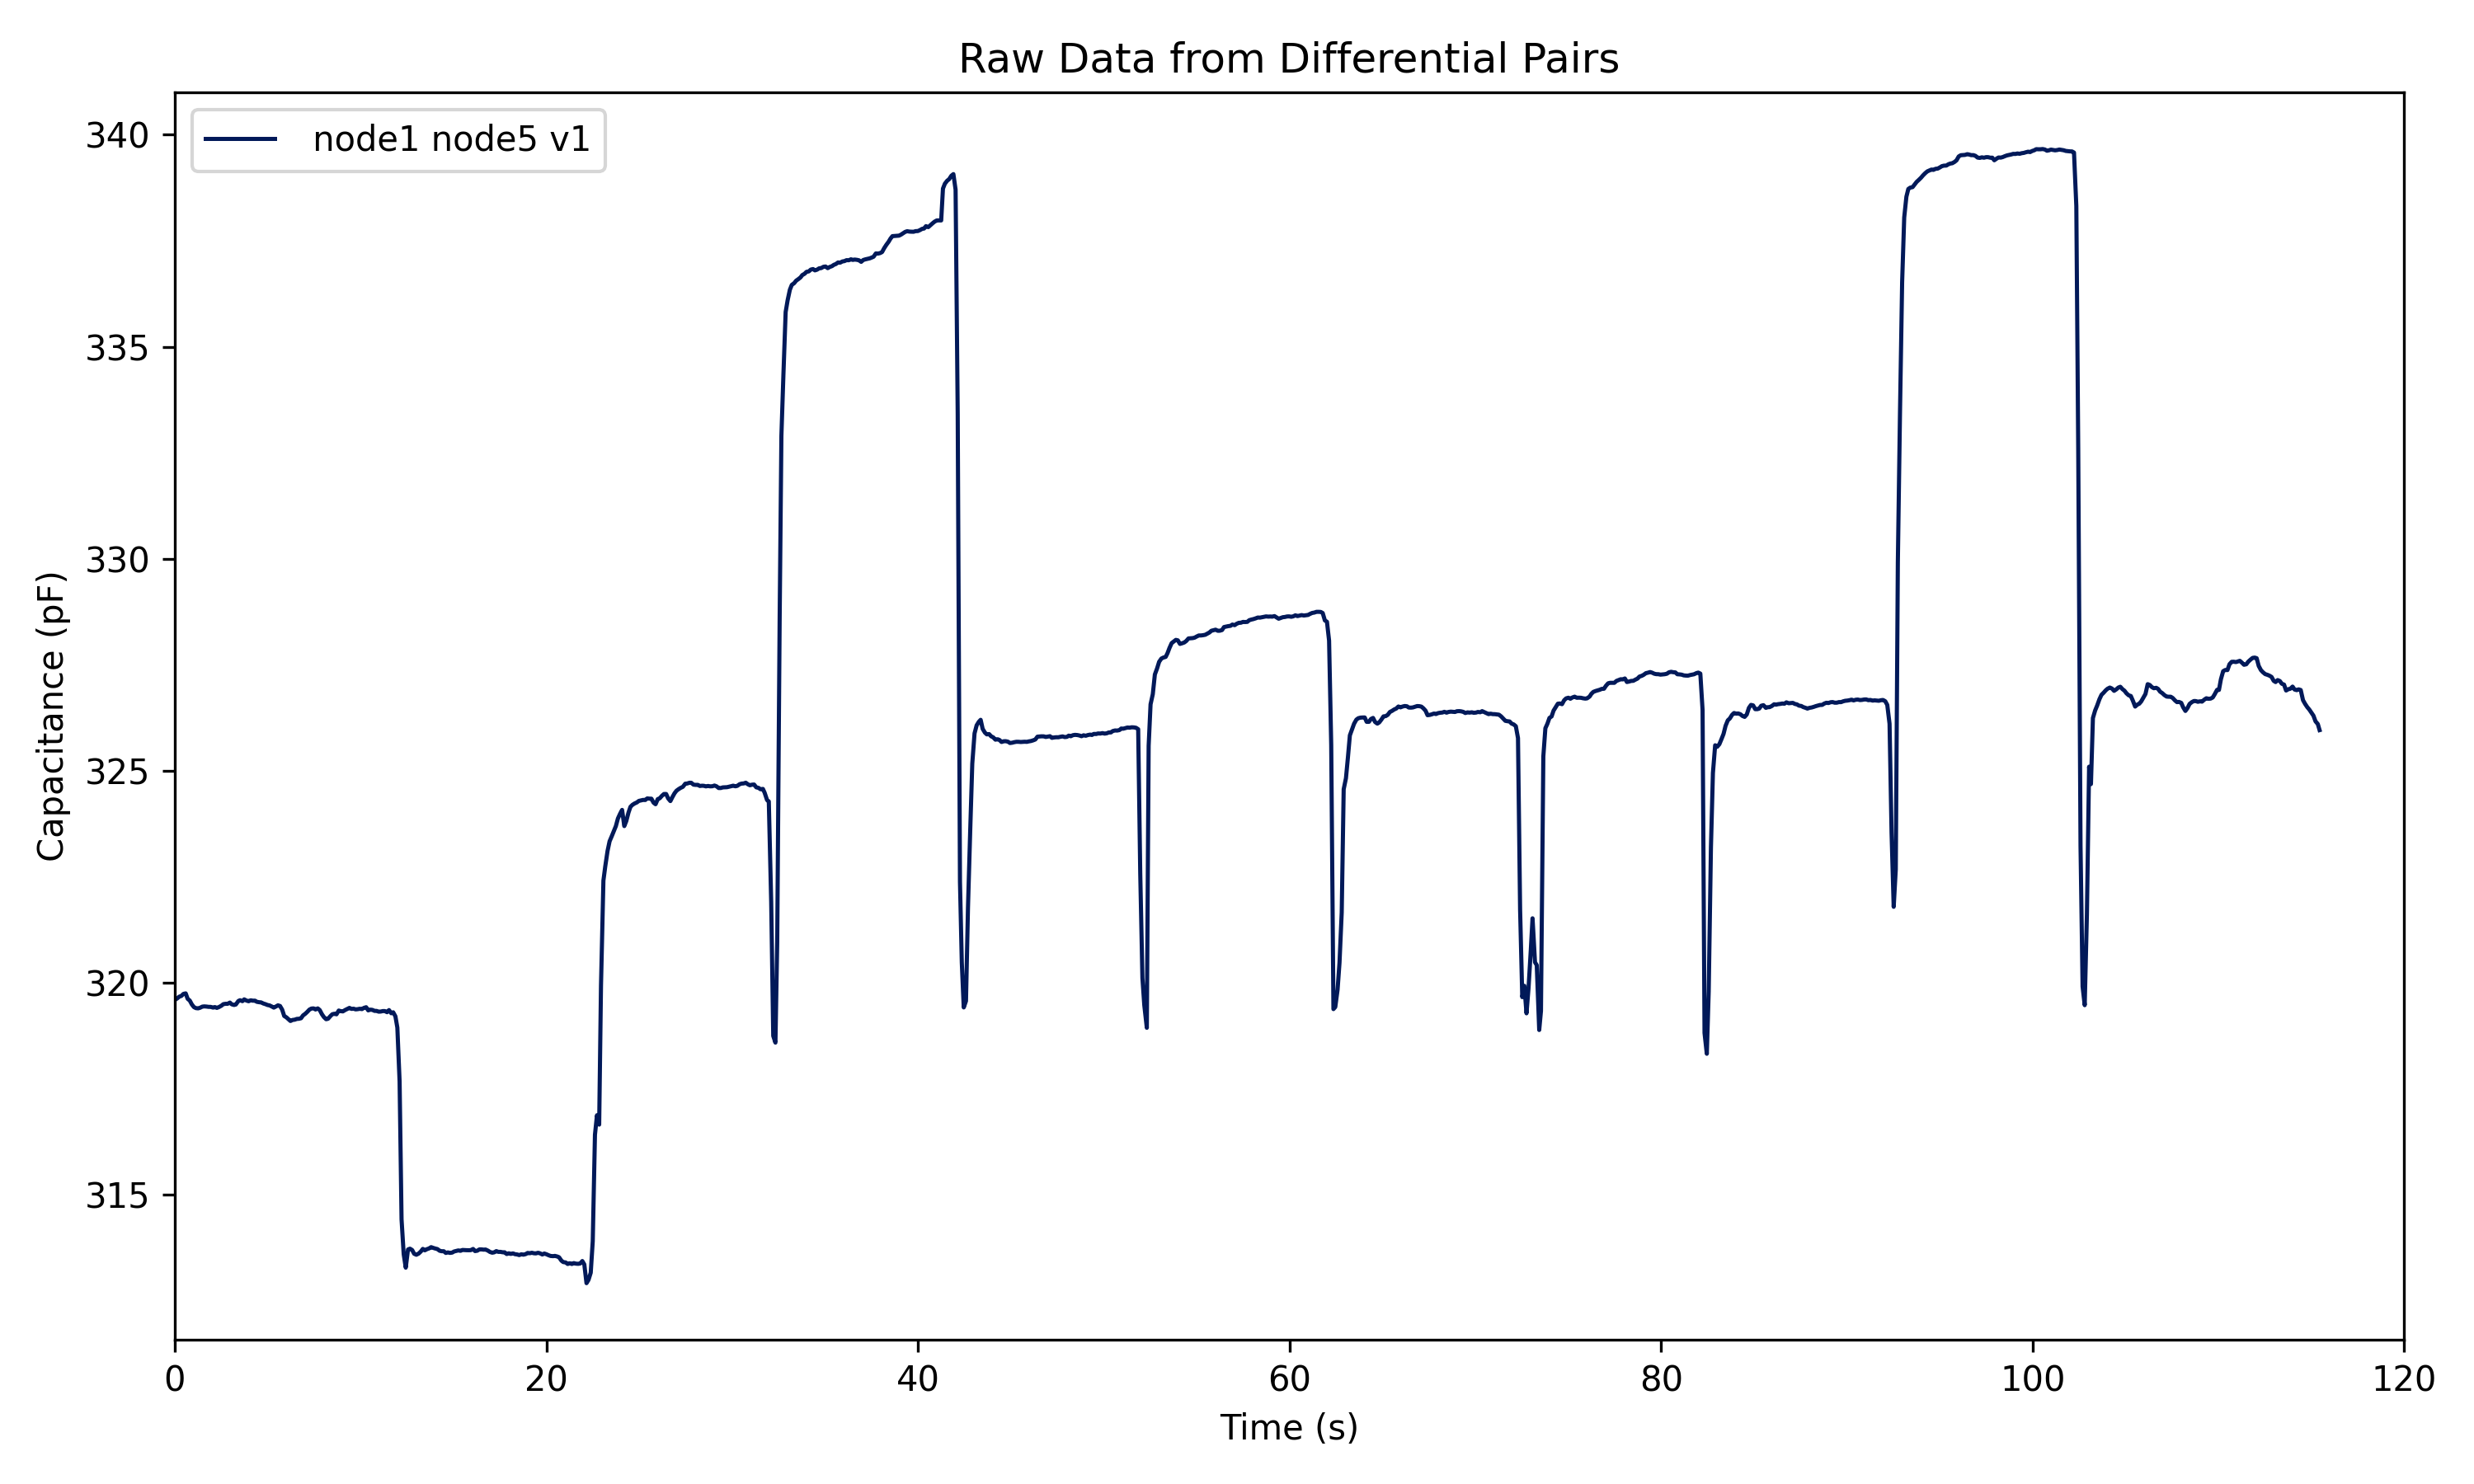 Raw Data from Differential Pairs
node1 node5 v1
340
335
330
325
320
315
Capacitance (pF)
0 20 40 60 80 100 120
Time (s)